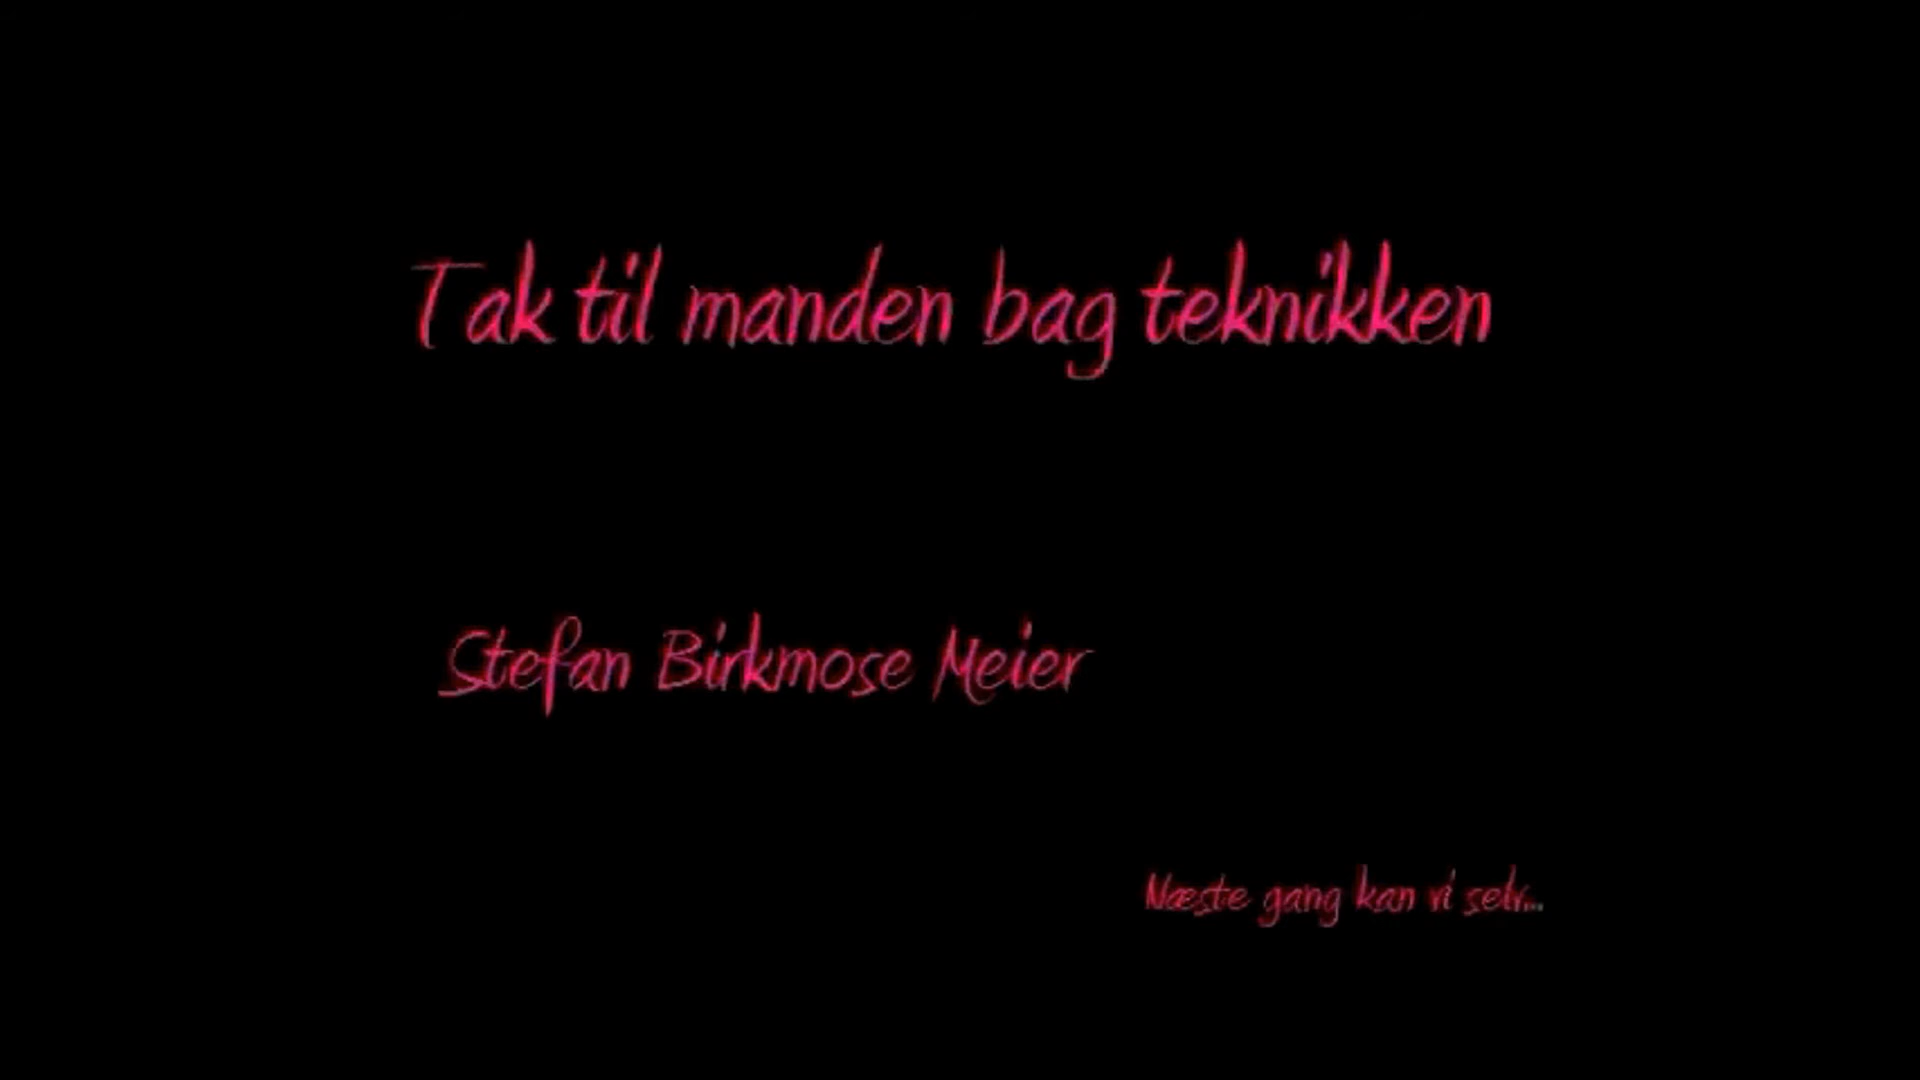 Tak til manden bag teknikken
Stefan Birkmose Meier
Næste gang kan vi selv...